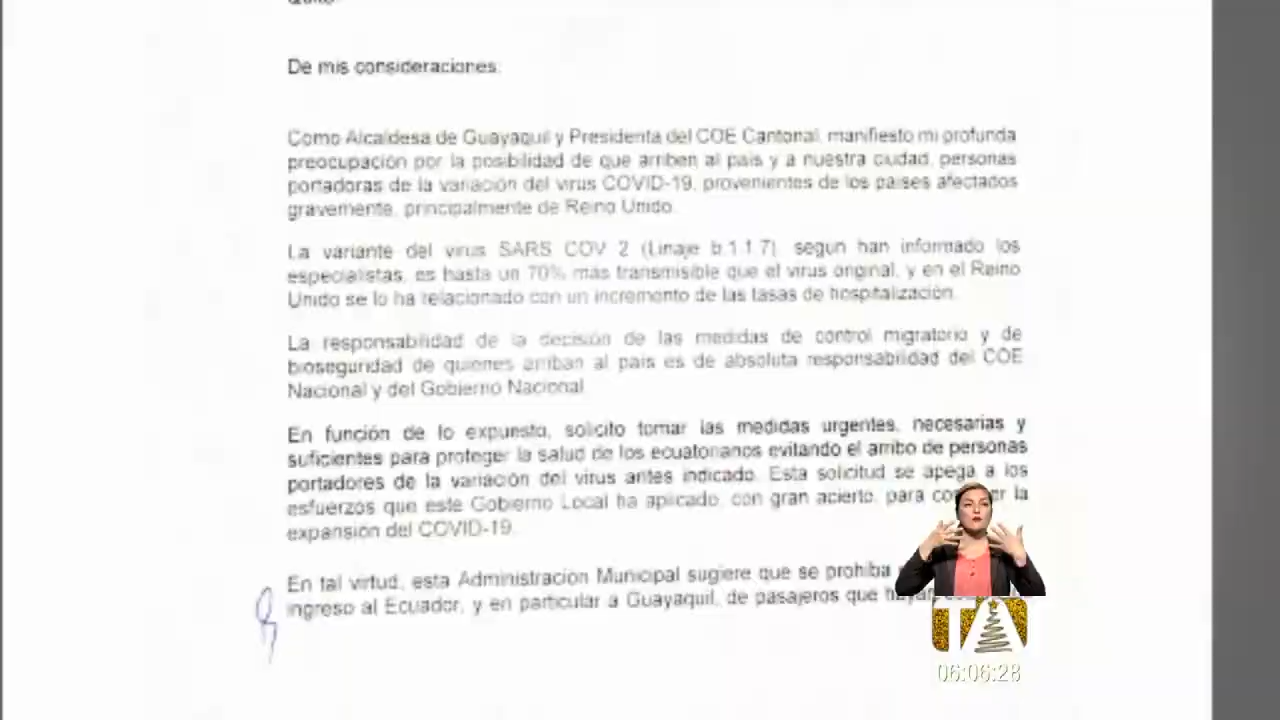 De mis consideraciones:
Como Alcaldesa de Guayaquil y Presidenta del COE Cantonal, manifiesto mi profunda
preocupación por la posibilidad de que arriben al país y a nuestra ciudad, personas
portadoras de la variación del virus COVID-19, provenientes de los países afectados
gravemente, principalmente de Reino Unido.
La variante del virus SARS COV 2 (Linaje b.1.1.7), segun han informado los
especialistas, es hasta un 70% más transmisible que el virus original, y en el Reino
Unido se lo ha relacionado con un incremento de las tasas de hospitalización.
La responsabilidad de la decisión de las medidas de control migratorio y de
bioseguridad de quienes arriban al país es de absoluta responsabilidad del COE
Nacional y del Gobierno Nacional.
En función de lo expuesto, solicito tomar las medidas urgentes, necesarias y
suficientes para proteger la salud de los ecuatorianos evitando el arribo de personas
portadores de la variación del virus antes indicado. Esta solicitud se apega a los
esfuerzos que este Gobierno Local ha aplicado, con gran acierto, para la
expansión del COVID-19.
En tal virtud, esta Administración Municipal sugiere que se prohiba
ingreso al Ecuador, y en particular a Guayaquil, de pasajeros que
TA
06:06:28